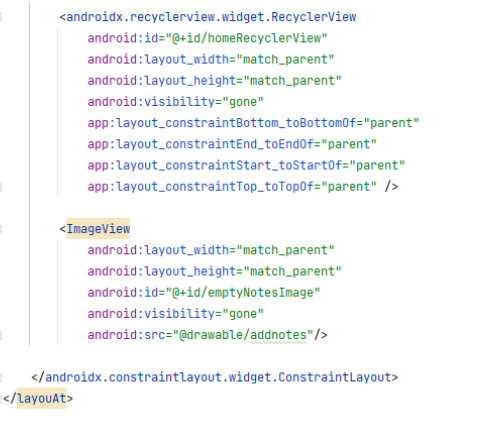 <androidx.recyclerview.widget.RecyclerView
android:id="@+id/homeRecyclerView"
android:layout_width="match_parent"
android:layout_height="match_parent"
android:visibility="gone"
app:layout_constraintBottom_toBottomOf="parent"
app:layout_constraintEnd_toEndOf="parent"
app:layout_constraintStart_toStartOf="parent"
app:layout_constraintTop_toTopOf="parent" />
<ImageView
android:layout_width="match_parent"
android:layout_height="match_parent"
android:id="@+id/emptyNotesImage"
android:visibility="gone"
android:src="@drawable/addnotes"/>
</androidx.constraintlayout.widget.ConstraintLayout>
</layouAt>